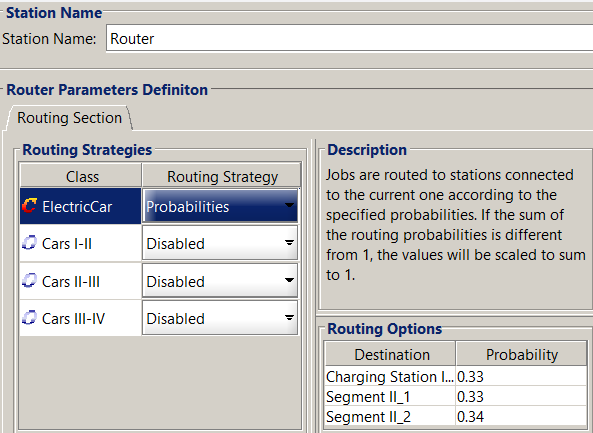 Station Name
Station Name: Router
Router Parameters Definiton
Routing Section
Routing Strategies
Class Routing Strategy
ElectricCar Probabilities
Cars I-II Disabled
Cars II-III Disabled
Cars III-IV Disabled
Description
Jobs are routed to stations connected
to the current one according to the
specified probabilities. If the sum of
the routing probabilities is different
from 1, the values will be scaled to sum
to 1.
Routing Options
Destination Probability
Charging Station I... 0.33
Segment II_1 0.33
Segment II_2 0.34